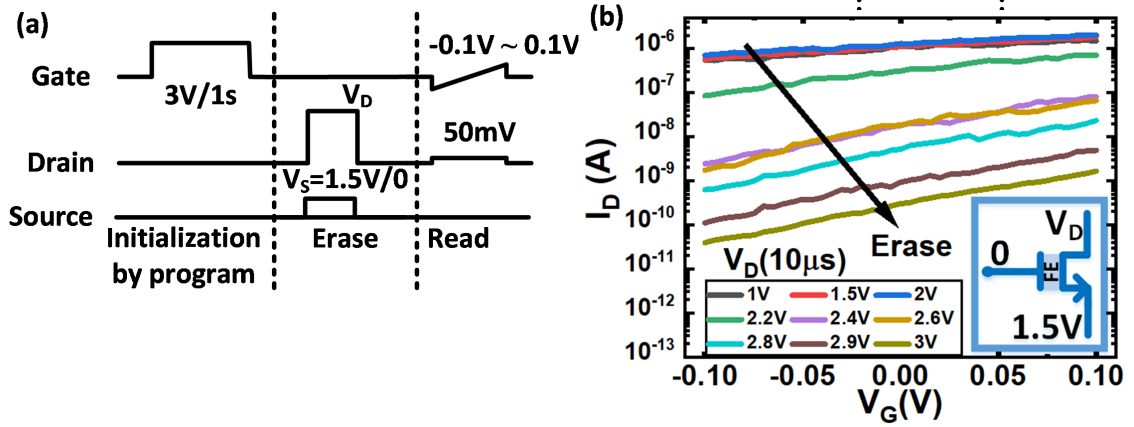 (a)
Gate
3V/1s
-0.1V ~ 0.1V
V_D
Drain
50mV
V_S=1.5V/0
Source
Initialization
by program
Erase
Read
(b)
I_D (A)
10^-6
10^-7
10^-8
10^-9
10^-10
10^-11
10^-12
10^-13
Erase
V_D(10μs)
1V 1.5V 2V
2.2V 2.4V 2.6V
2.8V 2.9V 3V
V_D
0
FE
1.5V
-0.10 -0.05 0.00 0.05 0.10
V_G(V)